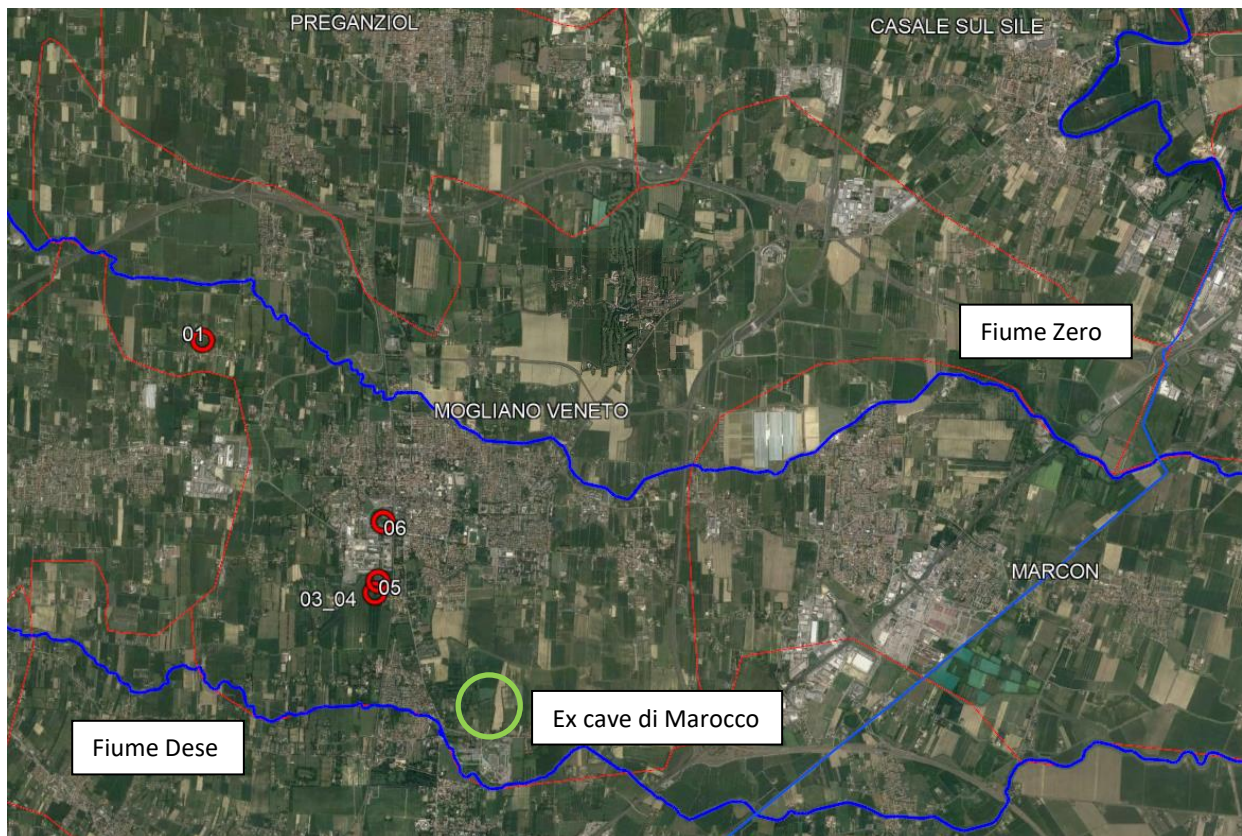 PREGANZIOL
CASALE SUL SILE
01
Fiume Zero
MOGLIANO VENETO
06
05
03_04
MARCON
Ex cave di Marocco
Fiume Dese